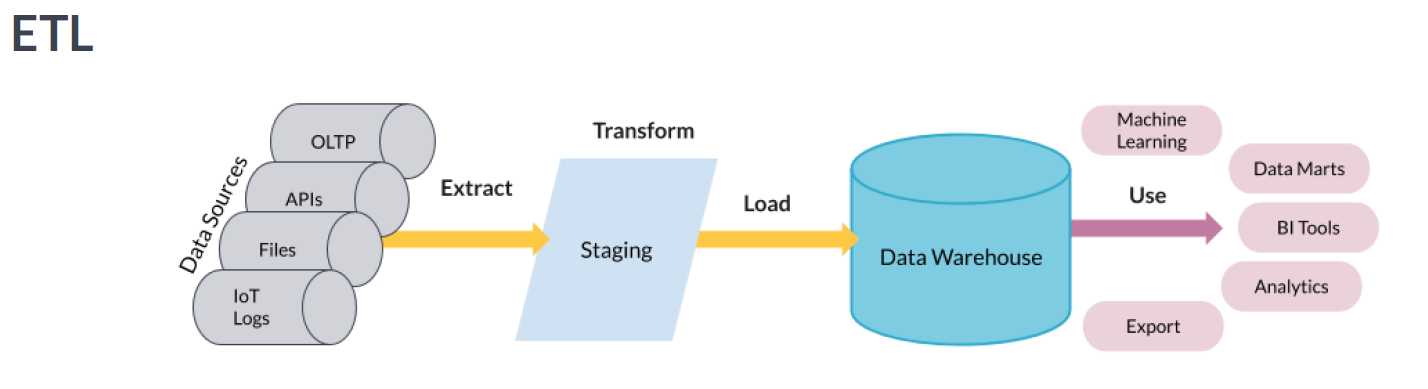 ETL
Data Sources
OLTP
APIs
Files
IoT
Logs
Extract
Transform
Staging
Load
Data Warehouse
Use
Machine
Learning
Data Marts
BI Tools
Analytics
Export